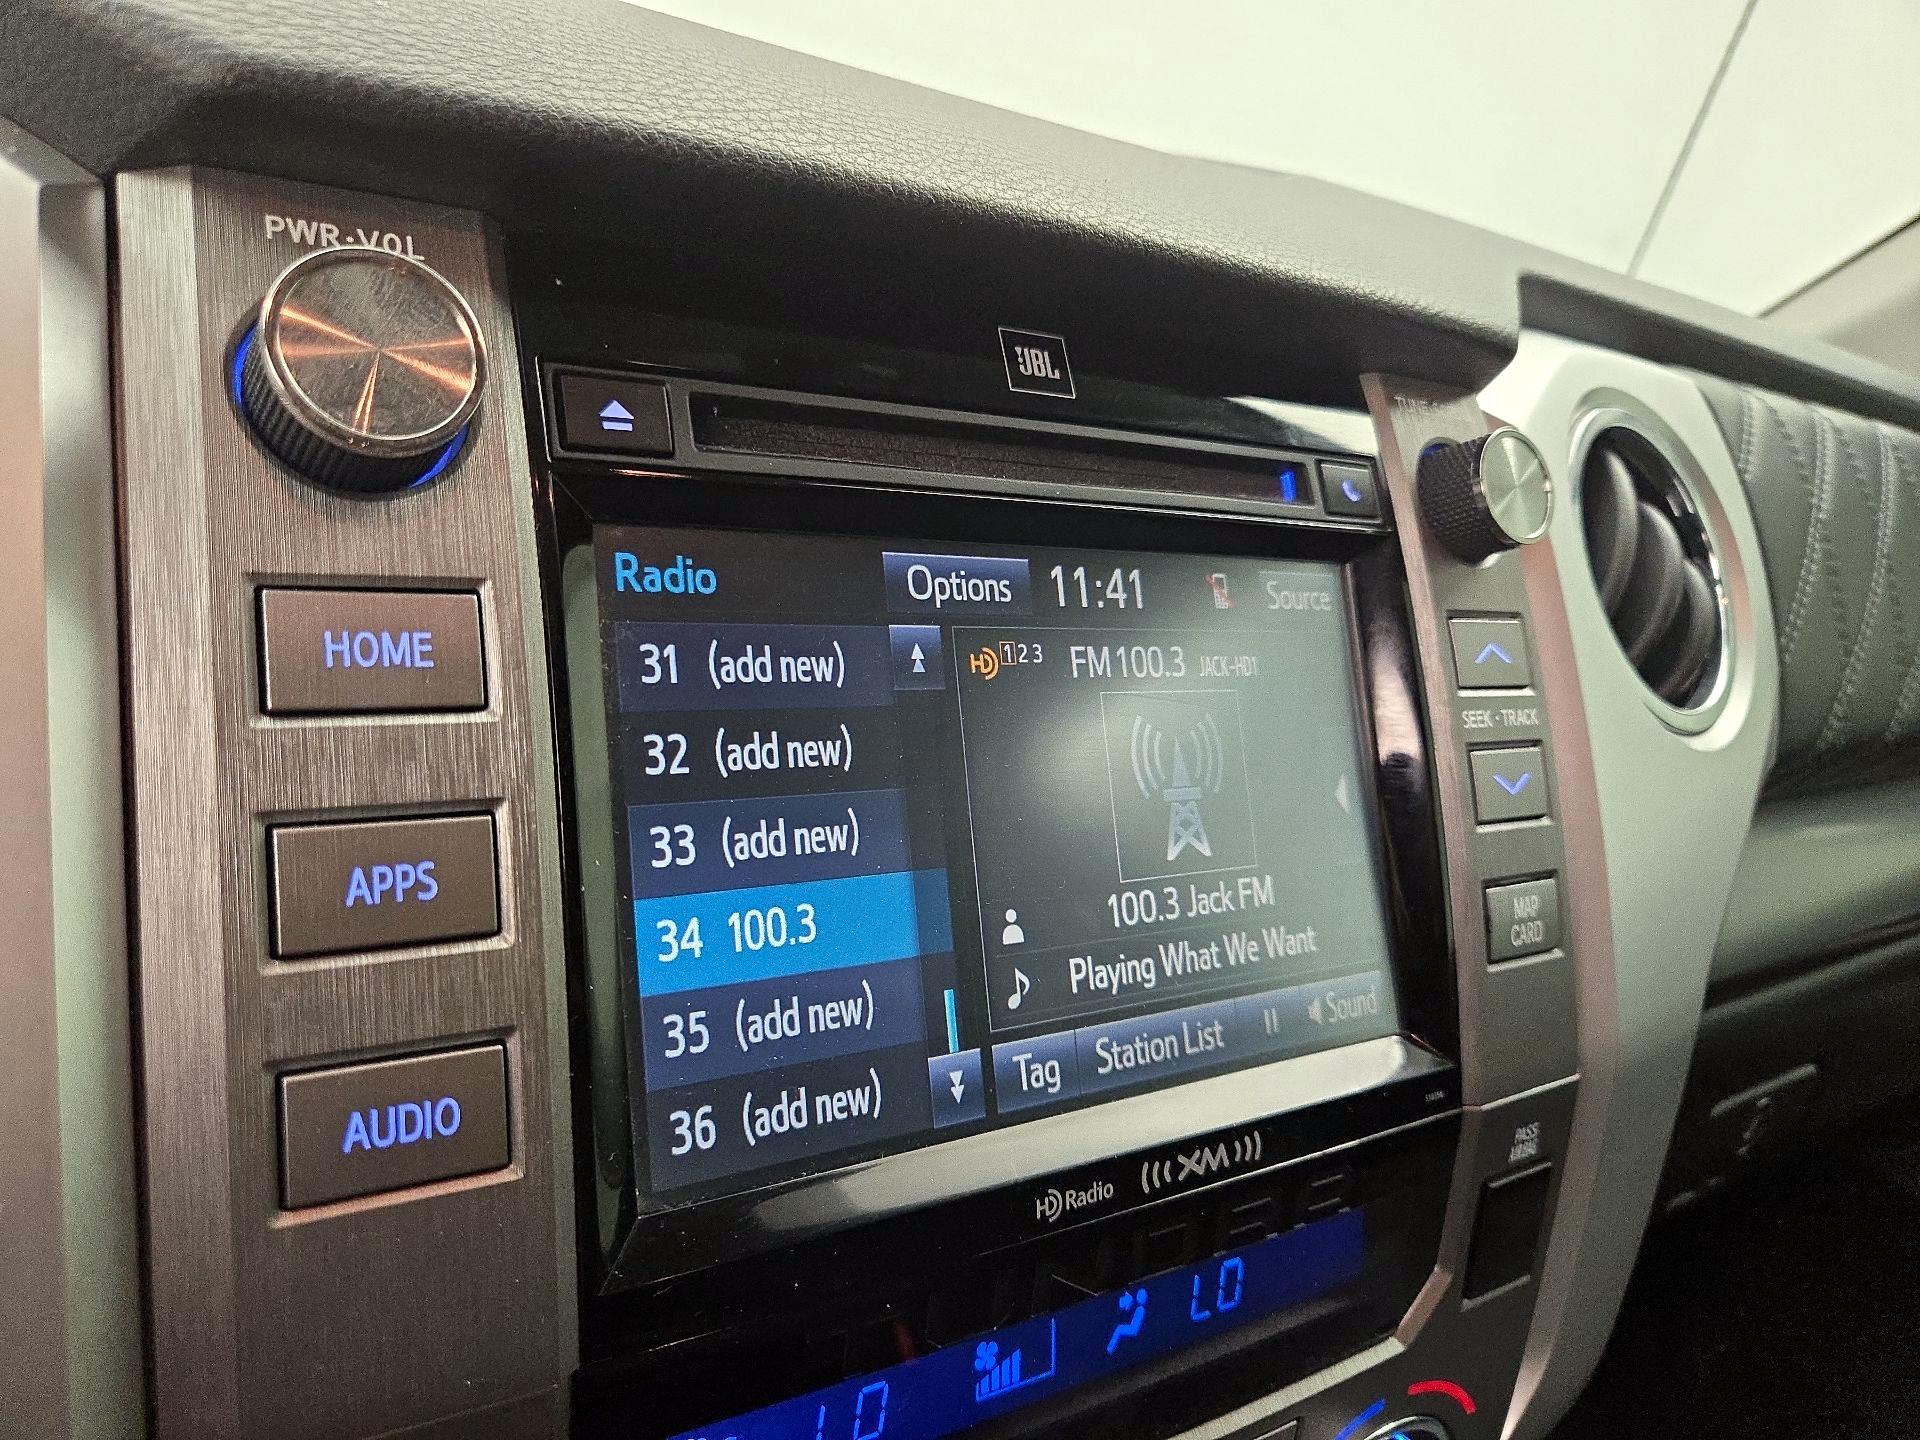 PWR·VOL
JBL
HOME
APPS
AUDIO
Radio
Options
11:41
Source
31 (add new)
32 (add new)
33 (add new)
34 100.3
35 (add new)
36 (add new)
HD 1 2 3
FM 100.3 JACK-HD1
100.3 Jack FM
Playing What We Want
Tag
Station List
Sound
SEEK·TRACK
MAP
CARD
PASS
HD Radio
((( XM )))
LO
LO